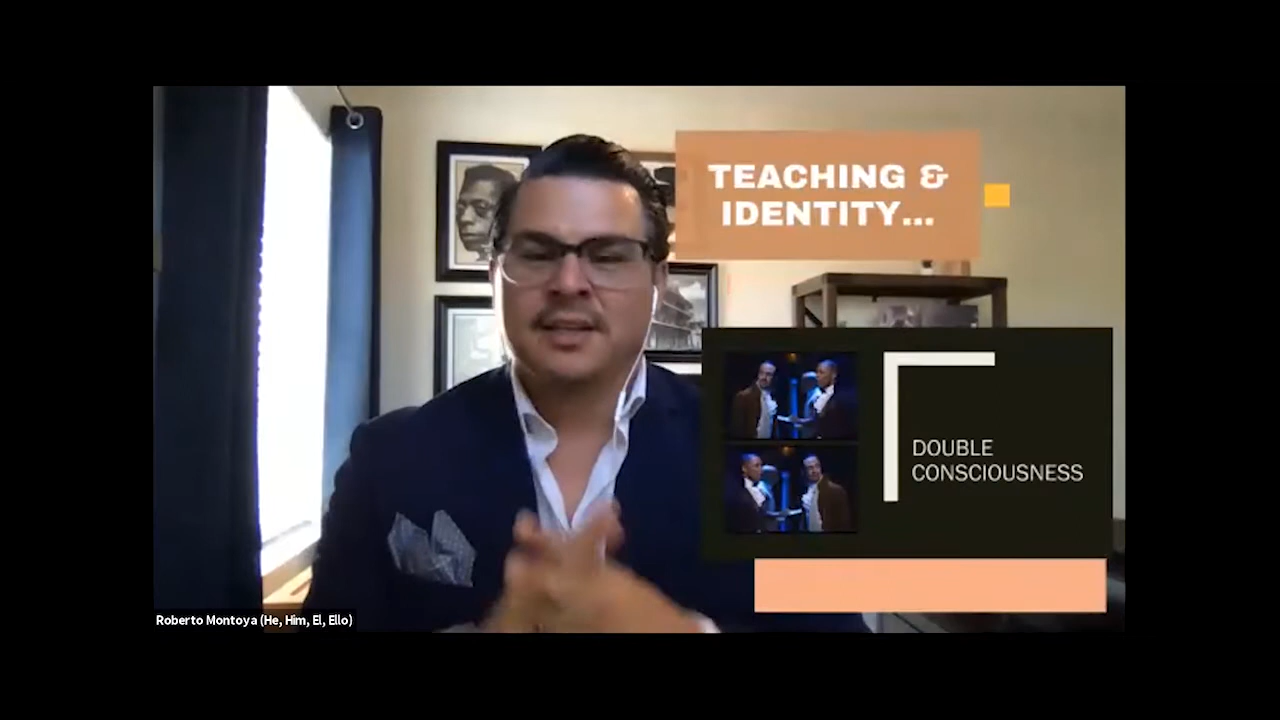 TEACHING &
IDENTITY...
DOUBLE
CONSCIOUSNESS
Roberto Montoya (He, Him, El, Ello)